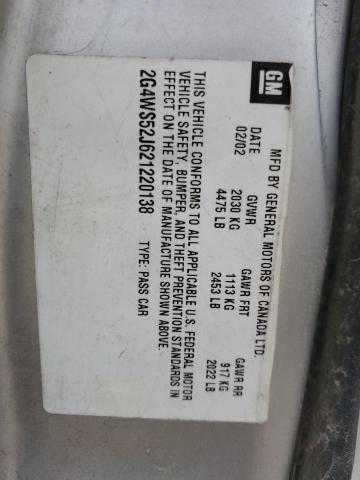 GM
MFD BY GENERAL MOTORS OF CANADA LTD.
DATE GVWR GAWR FRT GAWR RR
02/02 2030 KG 1113 KG 917 KG
4475 LB 2453 LB 2022 LB
THIS VEHICLE CONFORMS TO ALL APPLICABLE U.S. FEDERAL MOTOR
VEHICLE SAFETY, BUMPER, AND THEFT PREVENTION STANDARDS IN
EFFECT ON THE DATE OF MANUFACTURE SHOWN ABOVE.
2G4WS52J621220138 TYPE: PASS CAR